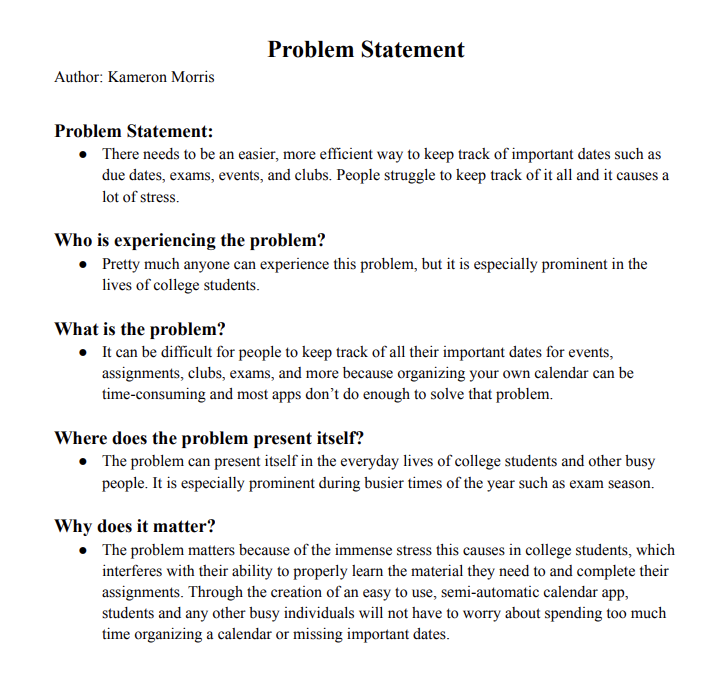 Problem Statement
Author: Kameron Morris
Problem Statement:
● There needs to be an easier, more efficient way to keep track of important dates such as
due dates, exams, events, and clubs. People struggle to keep track of it all and it causes a
lot of stress.
Who is experiencing the problem?
● Pretty much anyone can experience this problem, but it is especially prominent in the
lives of college students.
What is the problem?
● It can be difficult for people to keep track of all their important dates for events,
assignments, clubs, exams, and more because organizing your own calendar can be
time-consuming and most apps don’t do enough to solve that problem.
Where does the problem present itself?
● The problem can present itself in the everyday lives of college students and other busy
people. It is especially prominent during busier times of the year such as exam season.
Why does it matter?
● The problem matters because of the immense stress this causes in college students, which
interferes with their ability to properly learn the material they need to and complete their
assignments. Through the creation of an easy to use, semi-automatic calendar app,
students and any other busy individuals will not have to worry about spending too much
time organizing a calendar or missing important dates.